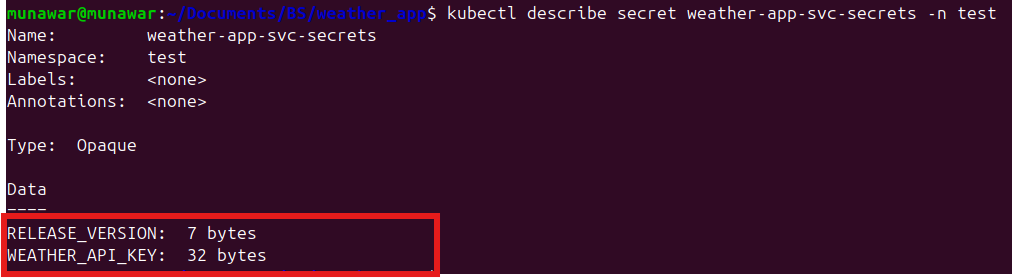 munawar@munawar:~/Documents/BS/weather_app$ kubectl describe secret weather-app-svc-secrets -n test
Name:         weather-app-svc-secrets
Namespace:    test
Labels:       <none>
Annotations:  <none>
Type:  Opaque
Data
----
RELEASE_VERSION:  7 bytes
WEATHER_API_KEY:  32 bytes